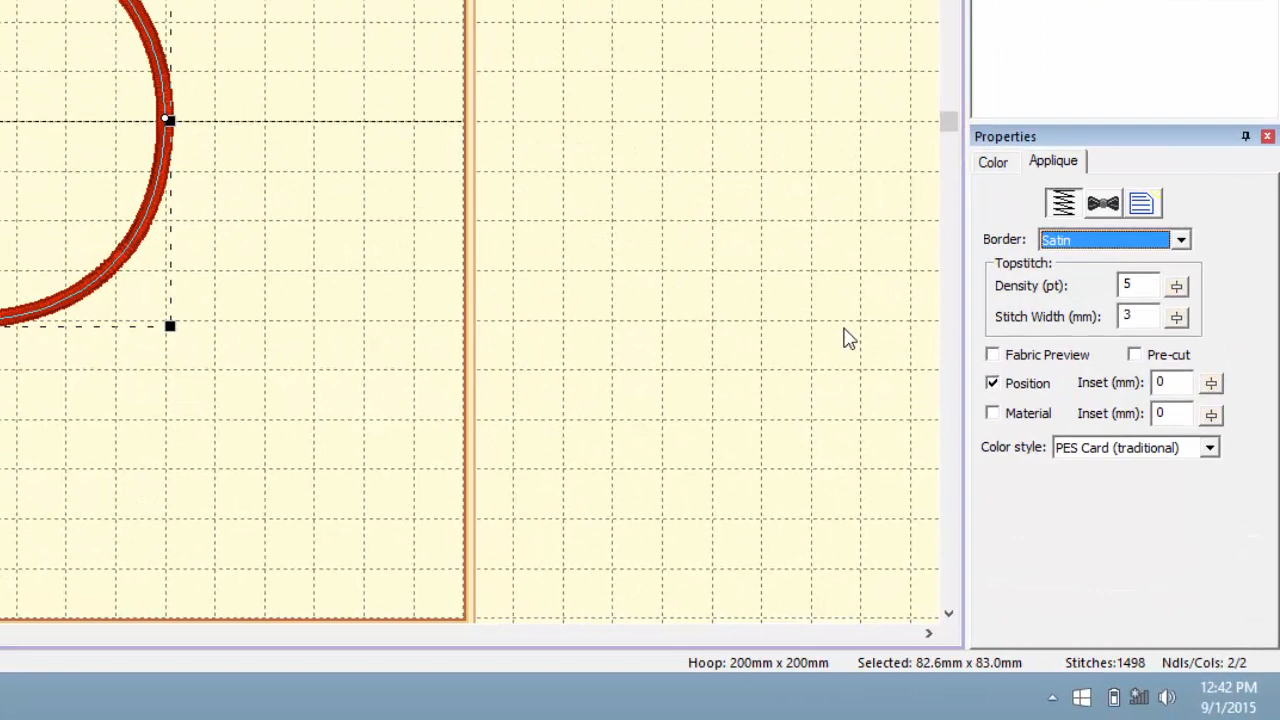 Properties
Color Applique
Border: Satin
Topstitch:
Density (pt): 5
Stitch Width (mm): 3
Fabric Preview Pre-cut
Position Inset (mm): 0
Material Inset (mm): 0
Color style: PES Card (traditional)
Hoop: 200mm x 200mm Selected: 82.6mm x 83.0mm Stitches:1498 Ndls/Cols: 2/2
12:42 PM
9/1/2015